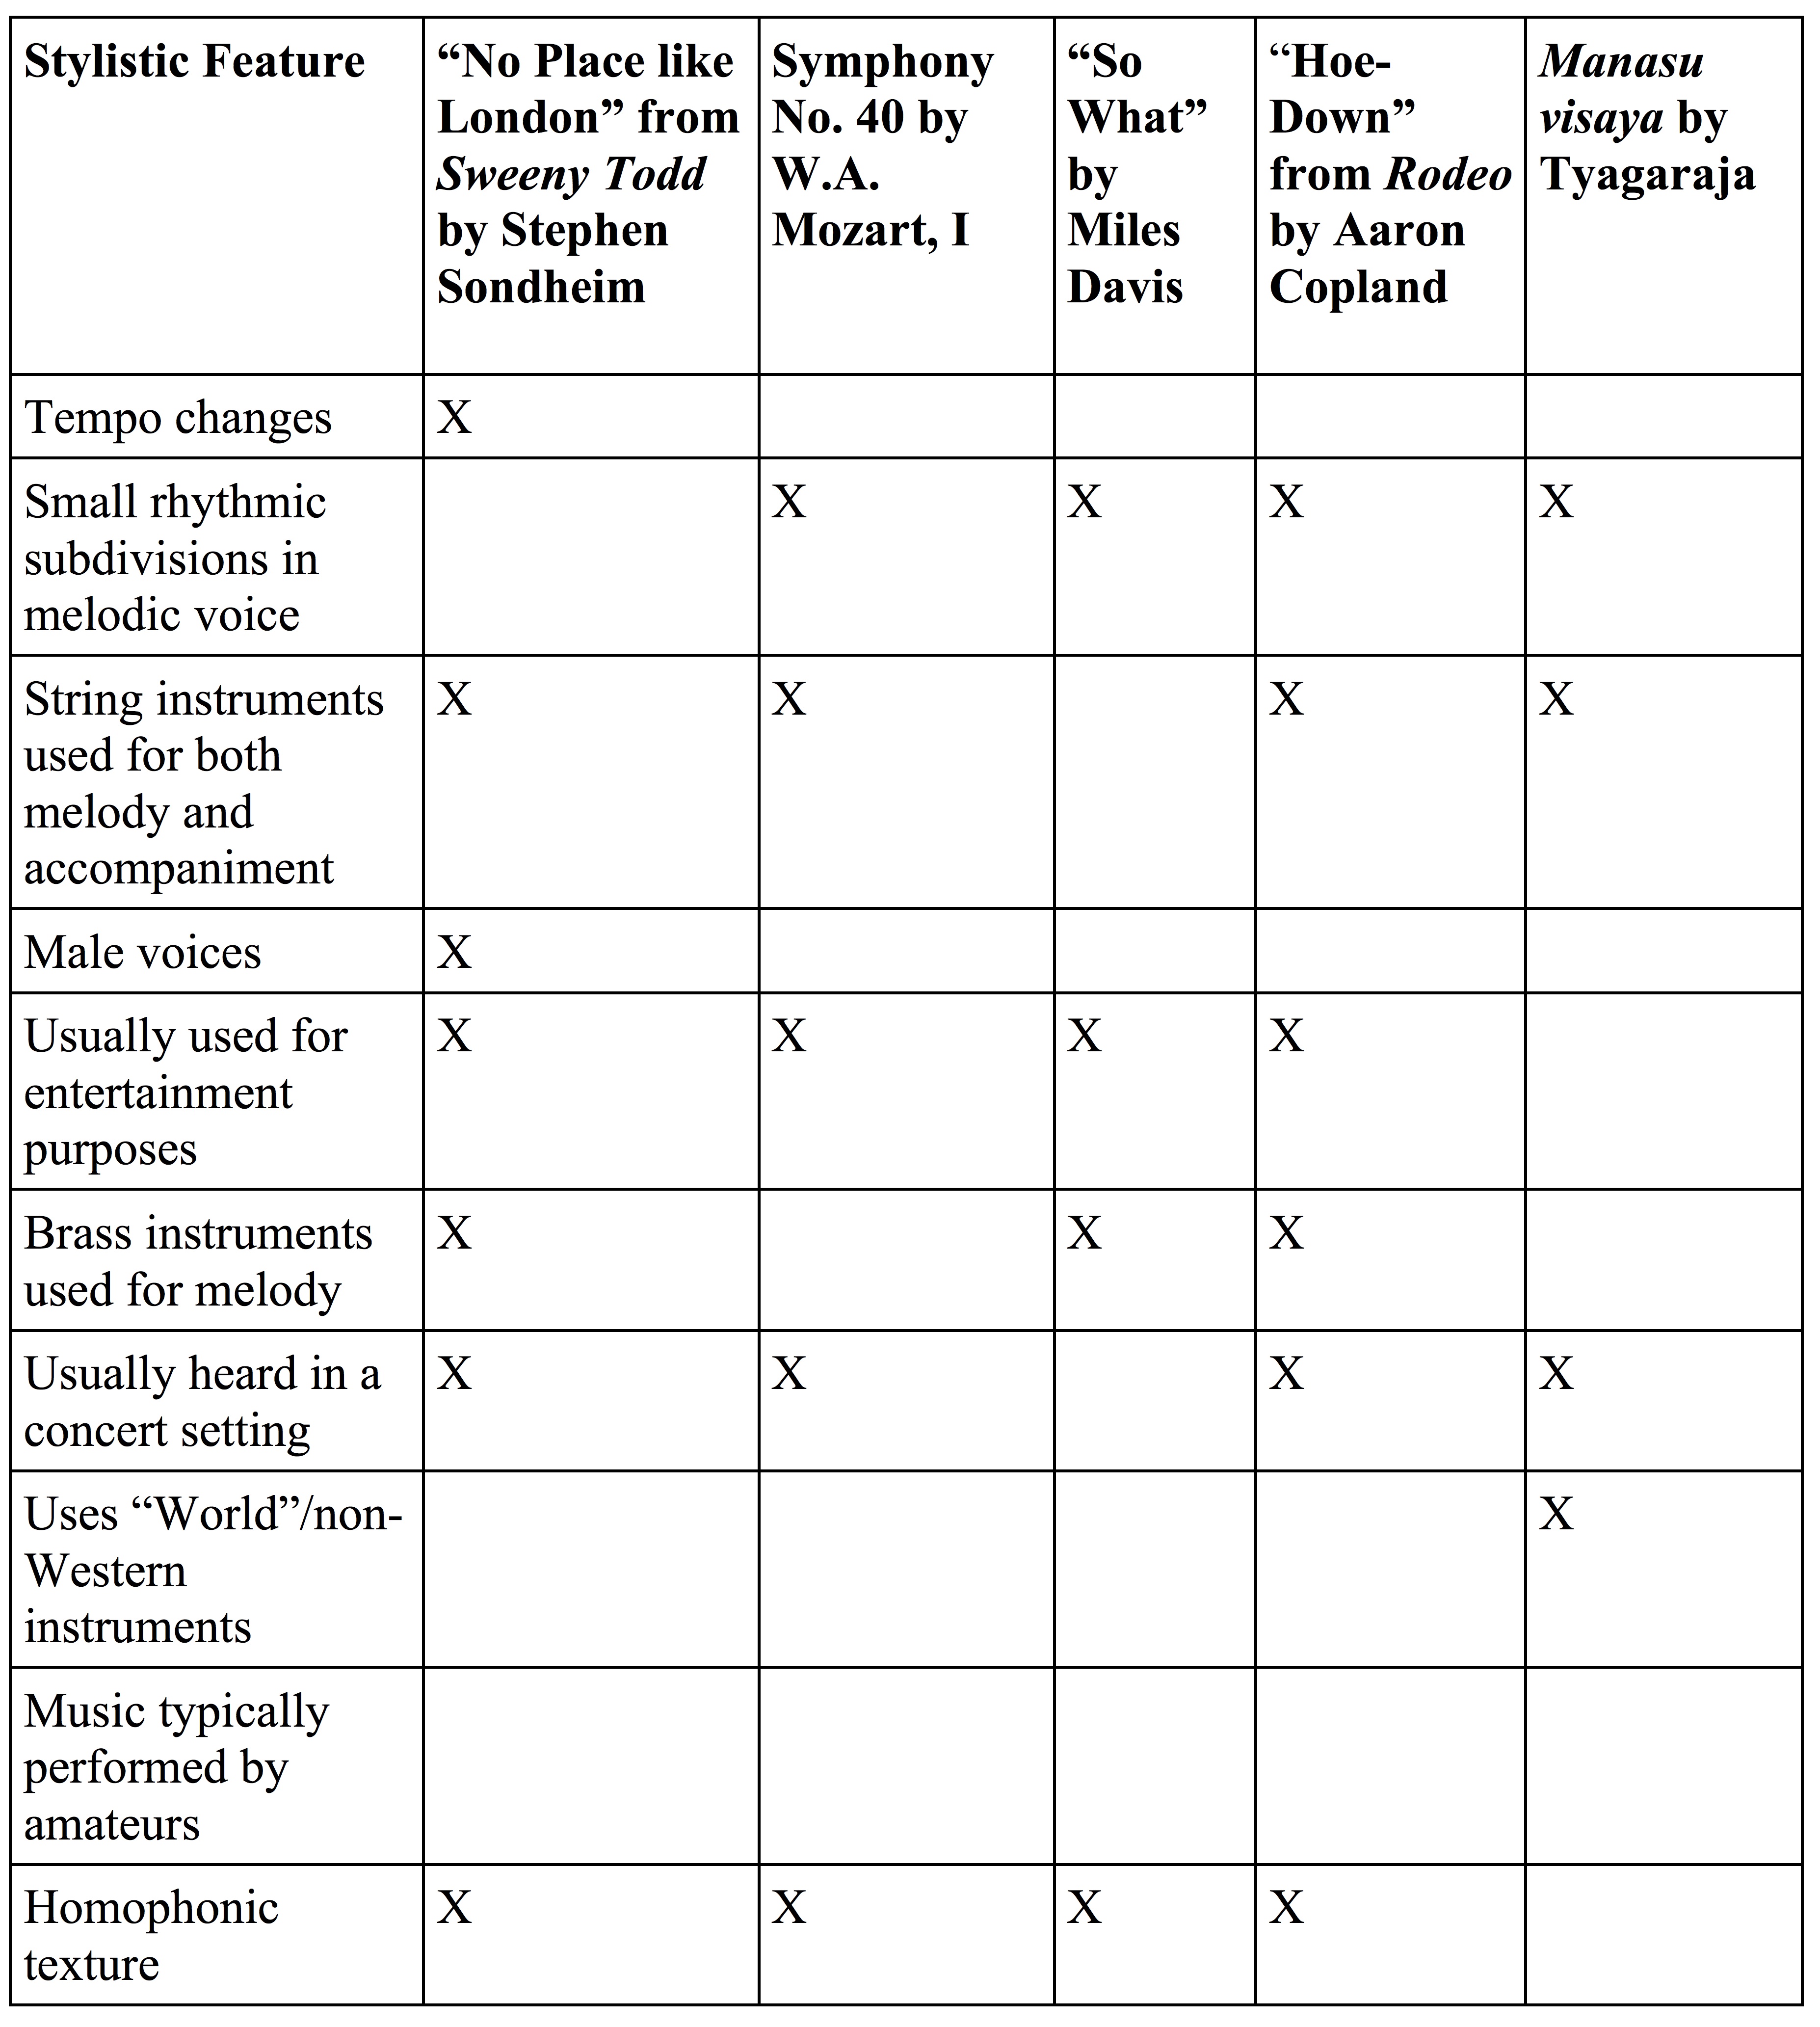 Stylistic Feature
“No Place like
London” from
Sweeny Todd
by Stephen
Sondheim
Symphony
No. 40 by
W.A.
Mozart, I
“So
What”
by
Miles
Davis
“Hoe-
Down”
from Rodeo
by Aaron
Copland
Manasu
visaya by
Tyagaraja
Tempo changes
X
Small rhythmic
subdivisions in
melodic voice
X
X
X
X
String instruments
used for both
melody and
accompaniment
X
X
X
X
Male voices
X
Usually used for
entertainment
purposes
X
X
X
X
Brass instruments
used for melody
X
X
X
Usually heard in a
concert setting
X
X
X
X
Uses “World”/non-
Western
instruments
X
Music typically
performed by
amateurs
Homophonic
texture
X
X
X
X